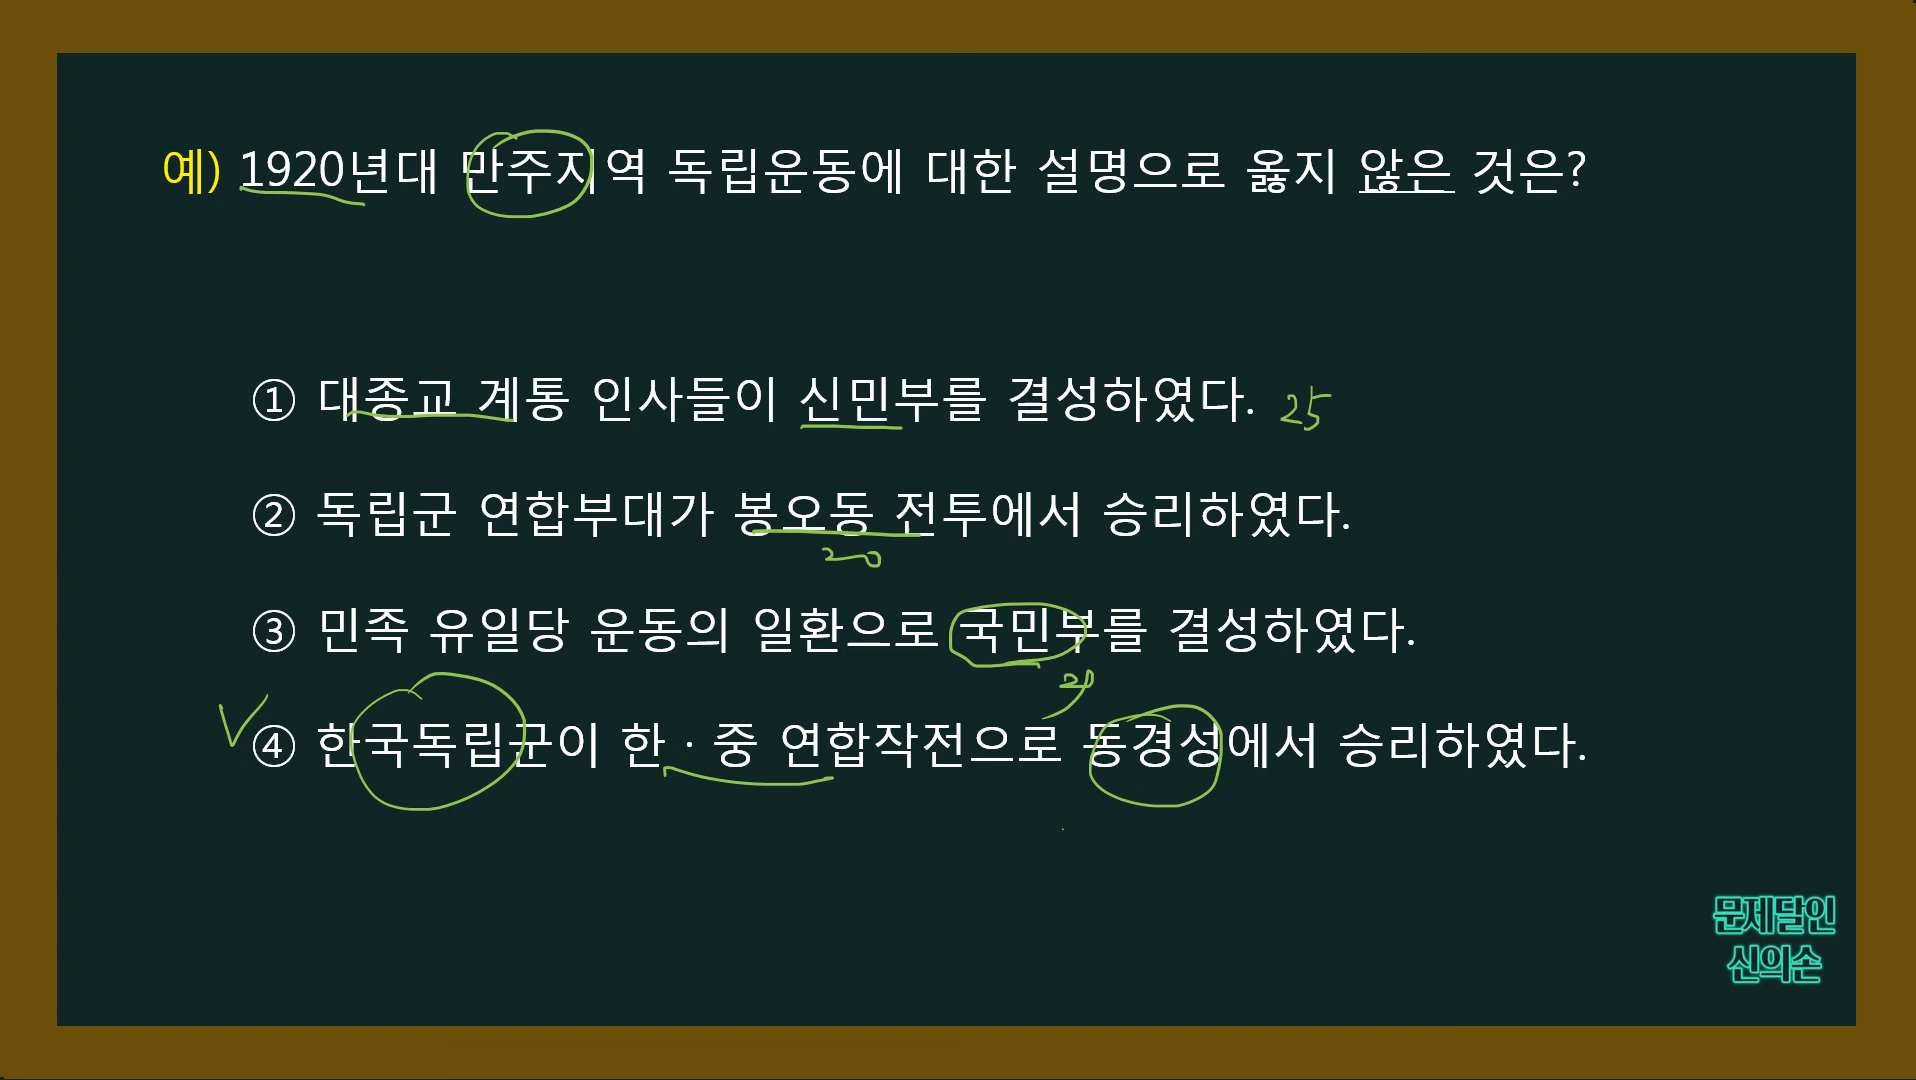 예) 1920년대 만주지역 독립운동에 대한 설명으로 옳지 않은 것은?
① 대종교 계통 인사들이 신민부를 결성하였다. 25
② 독립군 연합부대가 봉오동 전투에서 승리하였다.
20
③ 민족 유일당 운동의 일환으로 국민부를 결성하였다.
④ 한국독립군이 한 · 중 연합작전으로 동경성에서 승리하였다.
문제달인
신의손